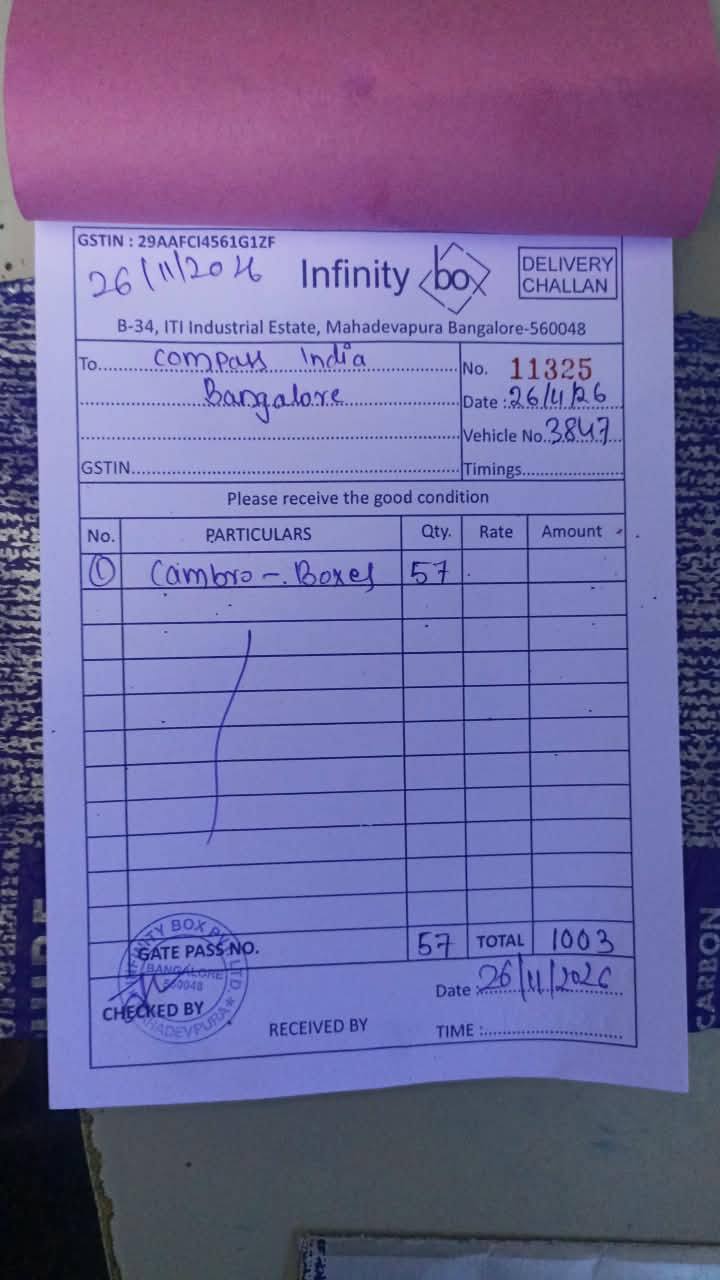 GSTIN : 29AAFCI4561G1ZF
26/11/2026
Infinity box
DELIVERY
CHALLAN
B-34, ITI Industrial Estate, Mahadevapura Bangalore-560048
To. Compass India
Bangalore
GSTIN
No. 11325
Date : 26/4/26
Vehicle No. 3847
Timings
Please receive the good condition
No. PARTICULARS Qty. Rate Amount
① Cambro - Boxes 57
57 TOTAL 1003
GATE PASS NO.
BANGALORE
560048
CHECKED BY
RECEIVED BY
Date : 26/11/2026
TIME :
CARBON